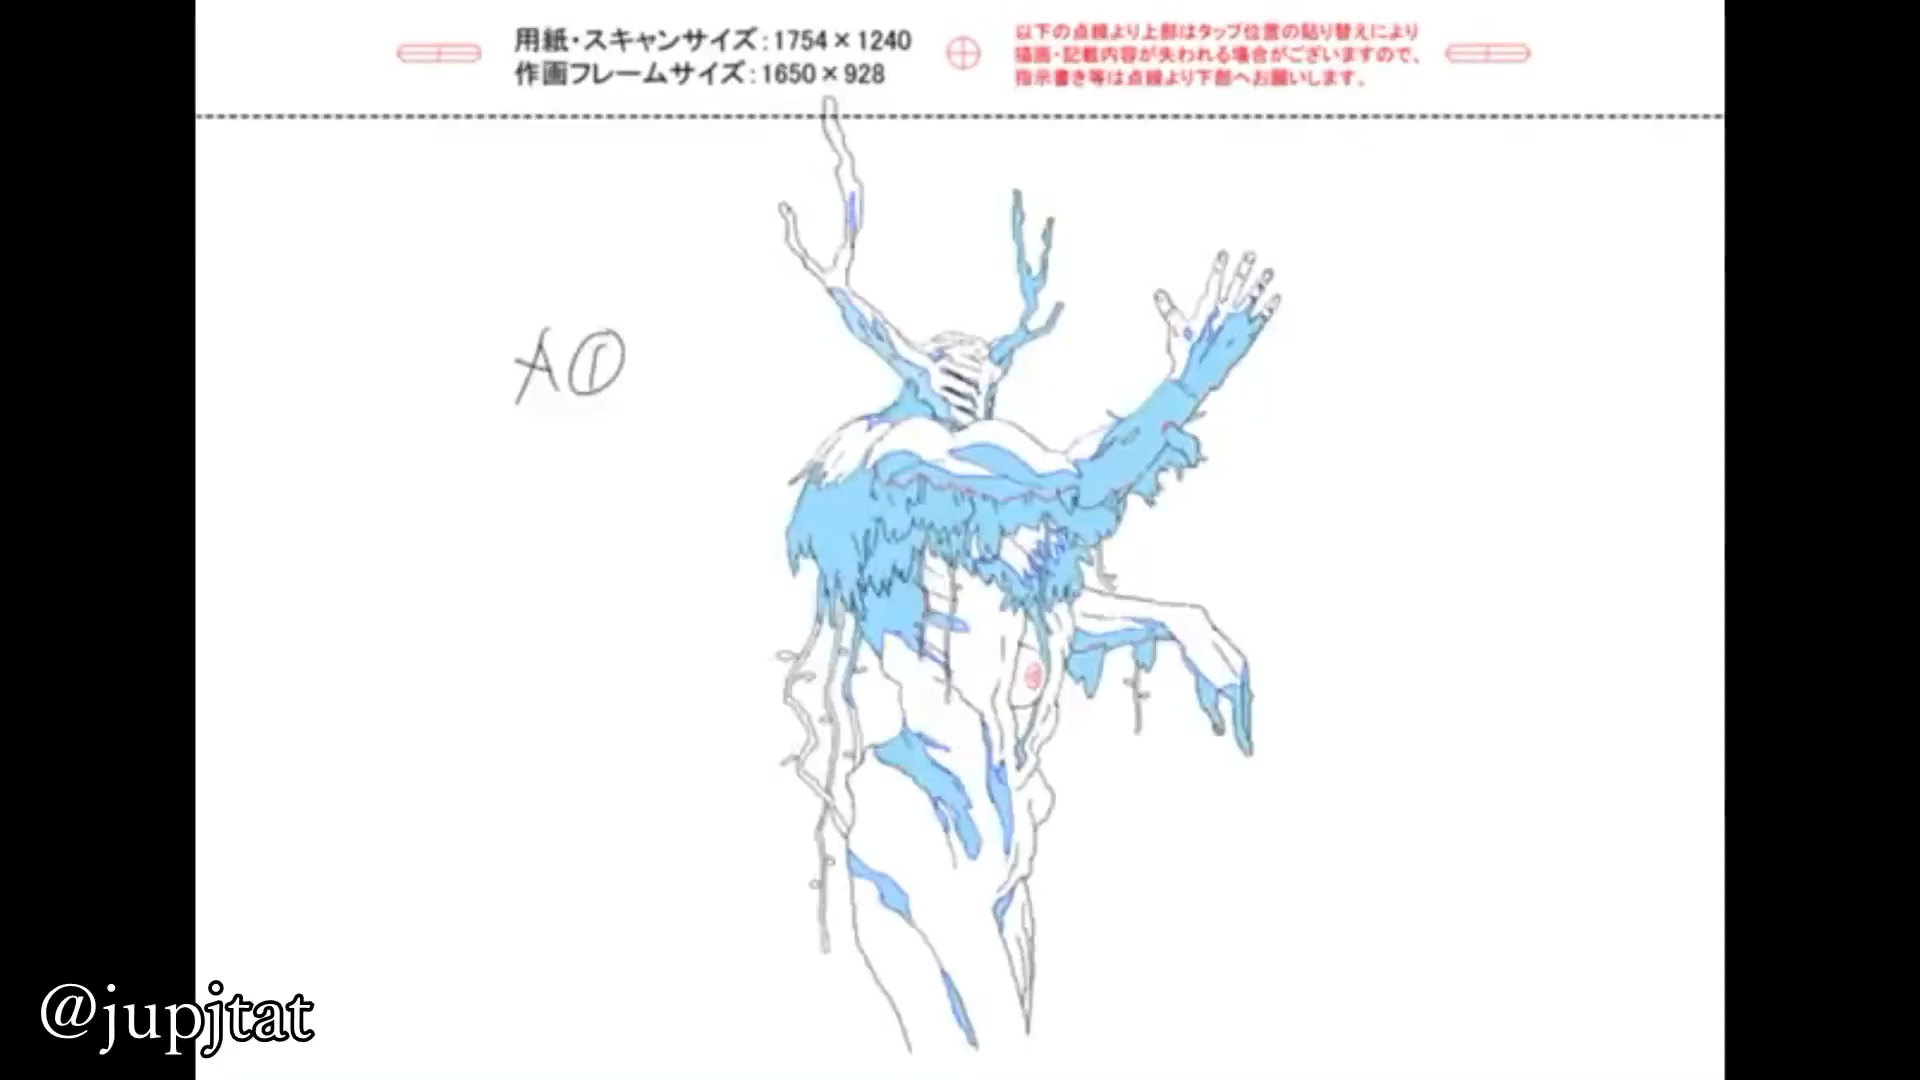 用紙・スキャンサイズ:1754×1240
作画フレームサイズ:1650×928
以下の点線より上部はタップ位置の貼り替えにより
描画・記載内容が失われる場合がございますので、
指示書き等は点線より下部へお願いします。
A①
@jupjtat